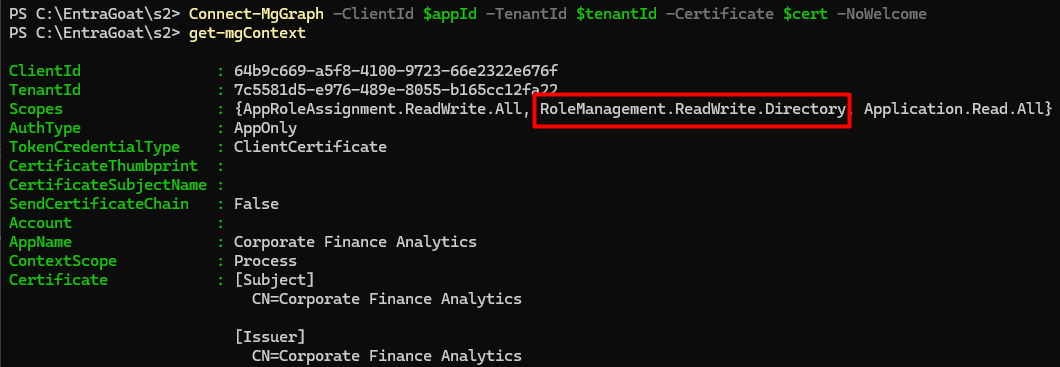 PS C:\EntraGoat\s2> Connect-MgGraph -ClientId $appId -TenantId $tenantId -Certificate $cert -NoWelcome
PS C:\EntraGoat\s2> get-mgContext
ClientId : 64b9c669-a5f8-4100-9723-66e2322e676f
TenantId : 7c5581d5-e976-489e-8055-b165cc12fa22
Scopes : {AppRoleAssignment.ReadWrite.All, RoleManagement.ReadWrite.Directory, Application.Read.All}
AuthType : AppOnly
TokenCredentialType : ClientCertificate
CertificateThumbprint :
CertificateSubjectName :
SendCertificateChain : False
Account :
AppName : Corporate Finance Analytics
ContextScope : Process
Certificate : [Subject]
CN=Corporate Finance Analytics
[Issuer]
CN=Corporate Finance Analytics